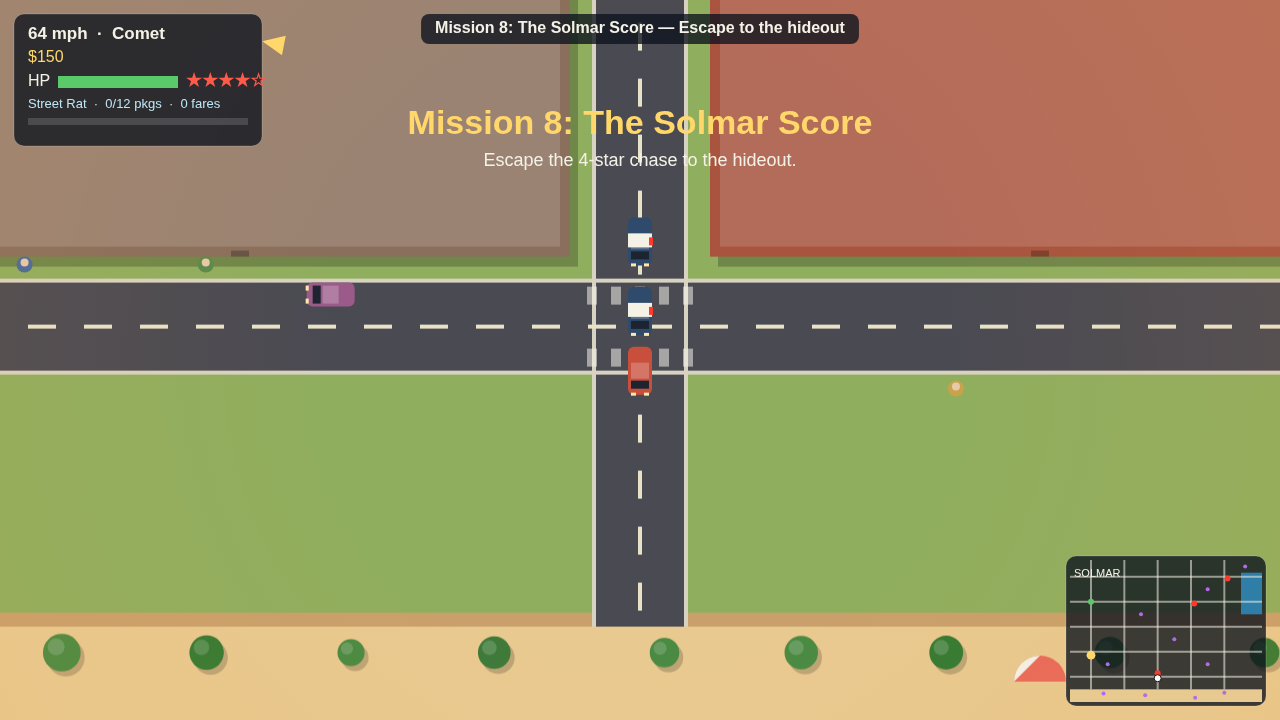 64 mph · Comet
$150
HP ★★★★☆
Street Rat · 0/12 pkgs · 0 fares
Mission 8: The Solmar Score — Escape to the hideout
Mission 8: The Solmar Score
Escape the 4-star chase to the hideout.
SOLMAR